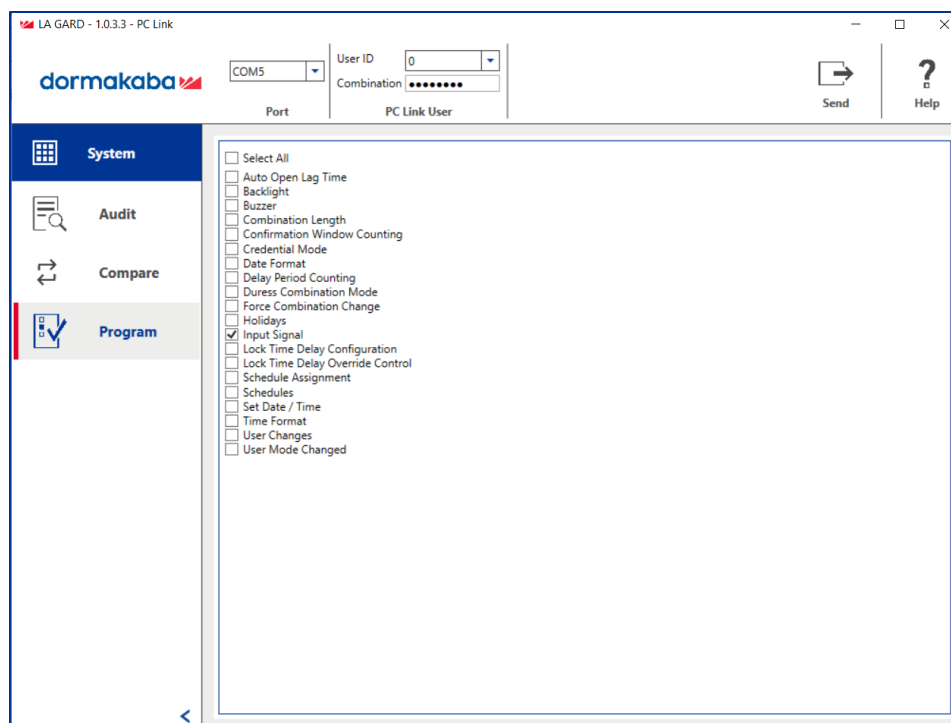 LA GARD - 1.0.3.3 - PC Link
dormakaba
COM5
Port
User ID 0
Combination ●●●●●●●●
PC Link User
Send
Help
System
Audit
Compare
Program
Select All
Auto Open Lag Time
Backlight
Buzzer
Combination Length
Confirmation Window Counting
Credential Mode
Date Format
Delay Period Counting
Duress Combination Mode
Force Combination Change
Holidays
Input Signal
Lock Time Delay Configuration
Lock Time Delay Override Control
Schedule Assignment
Schedules
Set Date / Time
Time Format
User Changes
User Mode Changed